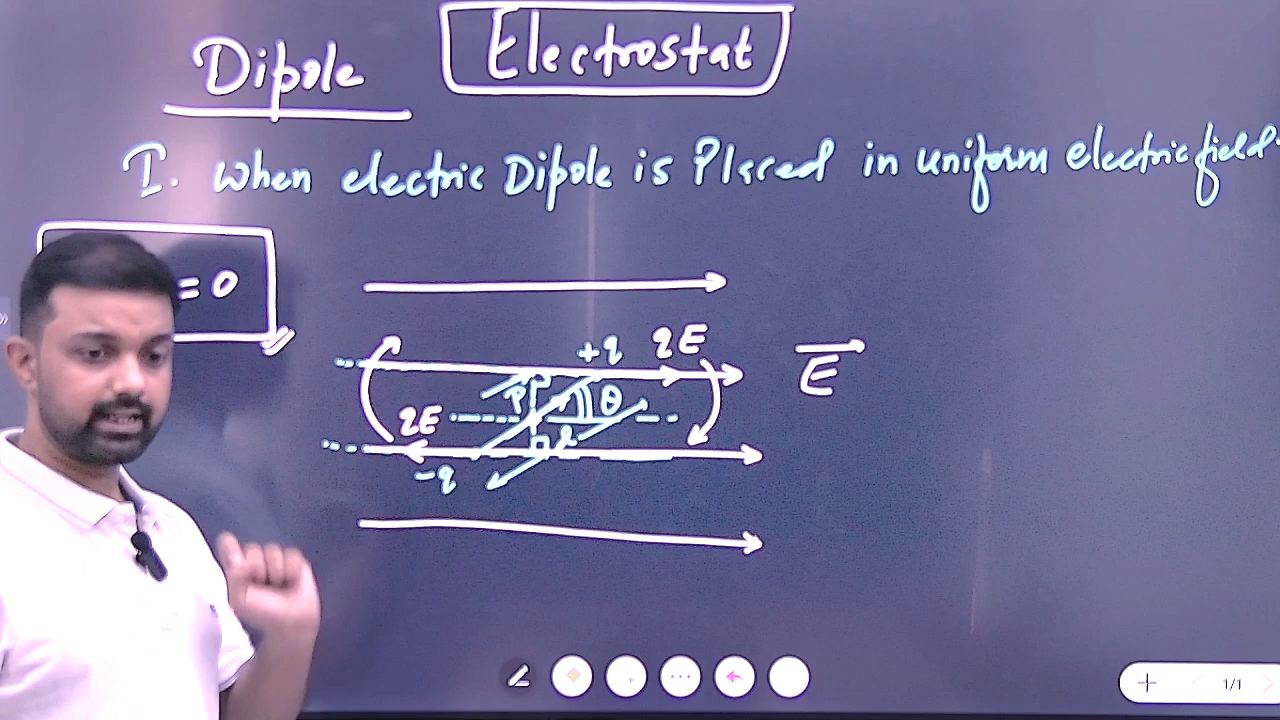 Dipole
Electrostat
I. When electric Dipole is Placed in uniform electric field
= 0
+q
qE
E
P
θ
qE
l
-q
1/1